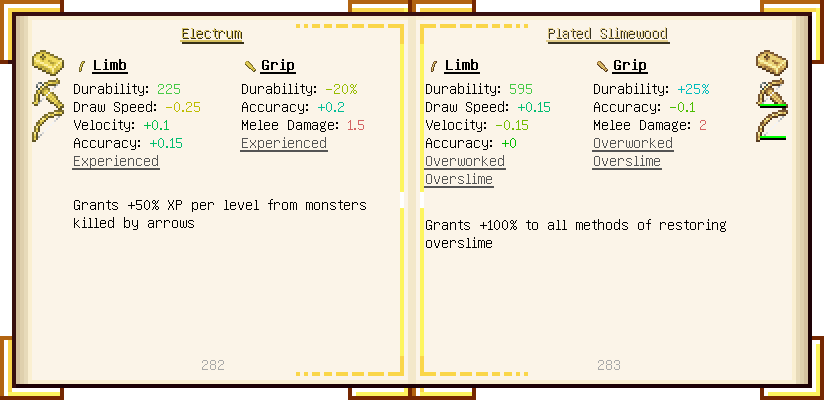 Electrum
Limb
Durability: 225
Draw Speed: -0.25
Velocity: +0.1
Accuracy: +0.15
Experienced
Grip
Durability: -20%
Accuracy: +0.2
Melee Damage: 1.5
Experienced
Grants +50% XP per level from monsters
killed by arrows
282
Plated Slimewood
Limb
Durability: 595
Draw Speed: +0.15
Velocity: -0.15
Accuracy: +0
Overworked
Overslime
Grip
Durability: +25%
Accuracy: -0.1
Melee Damage: 2
Overworked
Overslime
Grants +100% to all methods of restoring
overslime
283